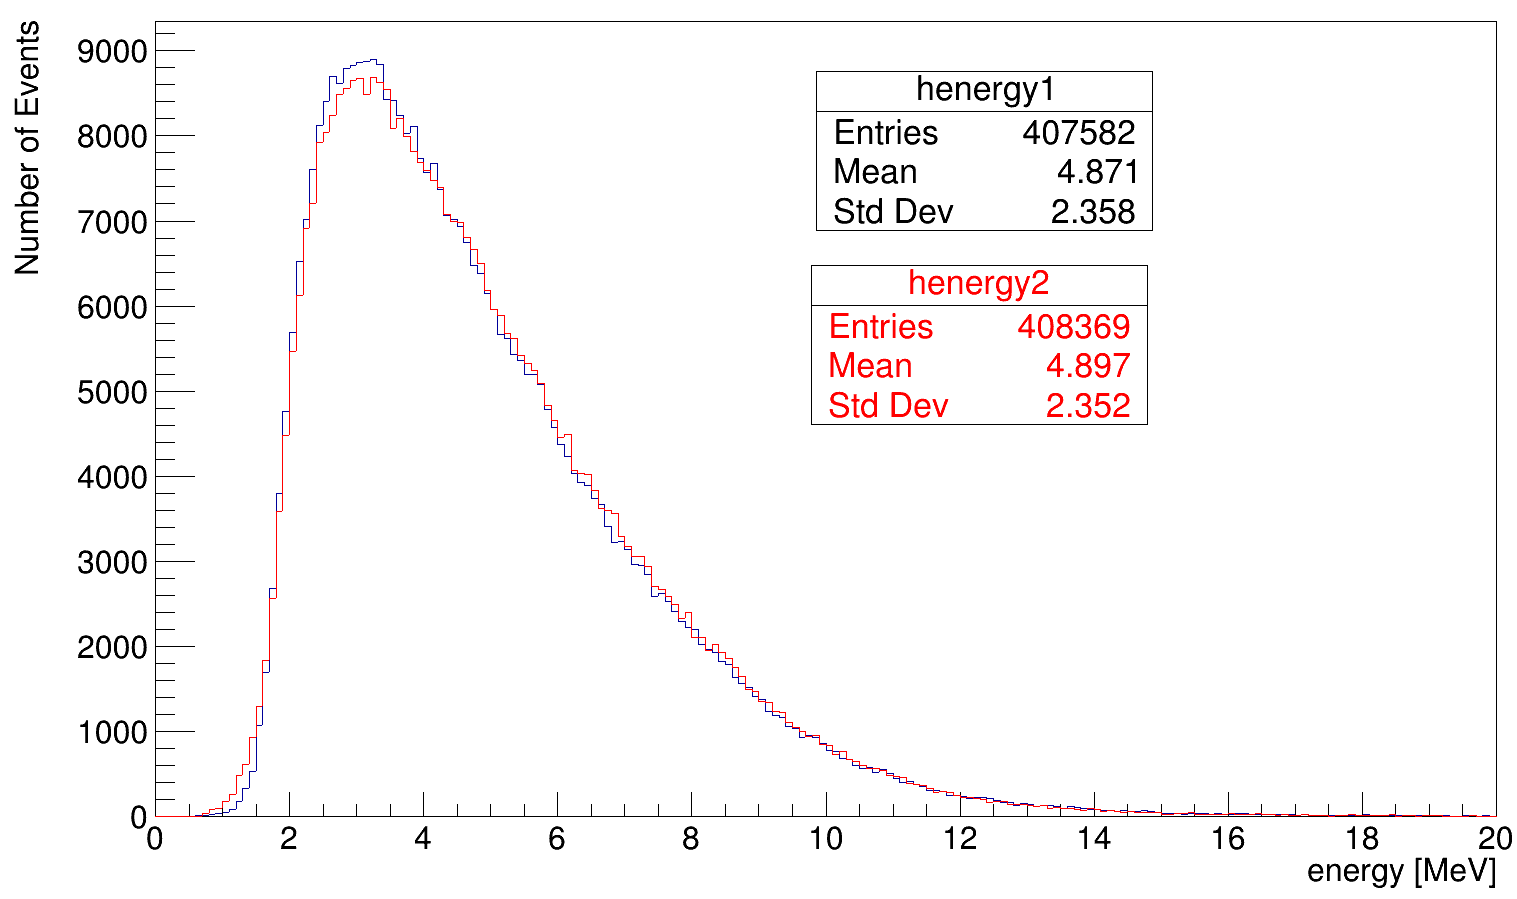 Number of Events
9000
8000
7000
6000
5000
4000
3000
2000
1000
0
henergy1
Entries 407582
Mean 4.871
Std Dev 2.358
henergy2
Entries 408369
Mean 4.897
Std Dev 2.352
0 2 4 6 8 10 12 14 16 18 20
energy [MeV]